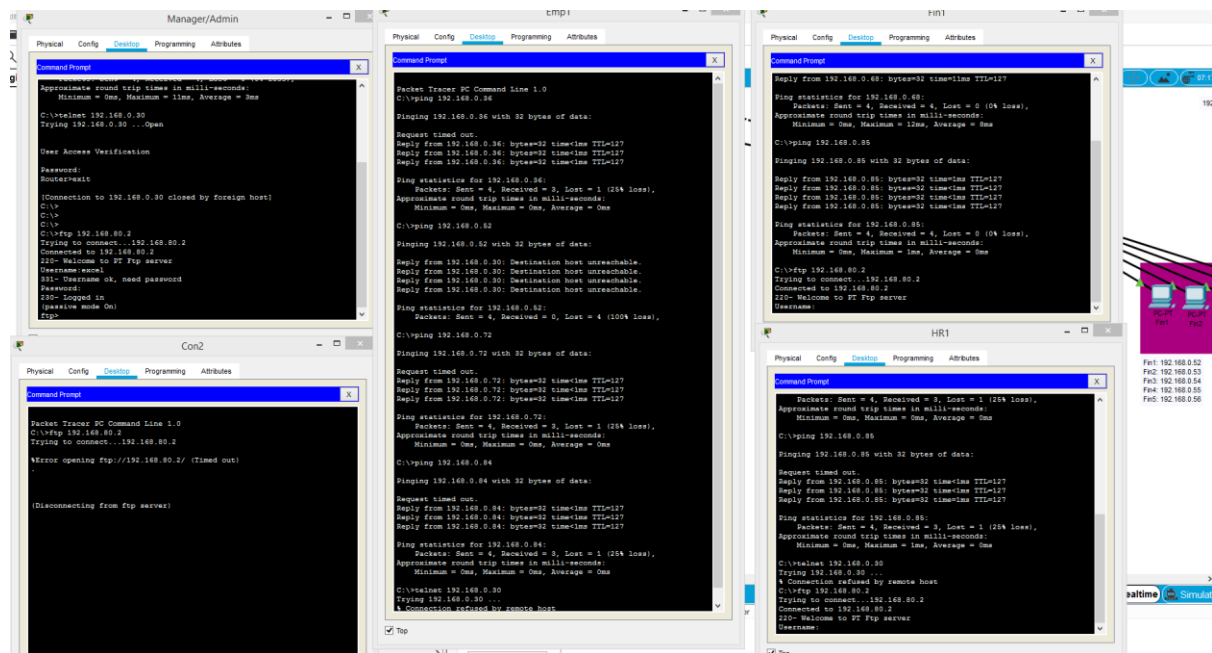 Manager/Admin
Physical Config Desktop Programming Attributes
Command Prompt
X
Approximate round trip times in milli-seconds:
Minimum = 0ms, Maximum = 11ms, Average = 3ms
C:\>telnet 192.168.0.30
Trying 192.168.0.30 ...Open
User Access Verification
Password:
Router>exit
[Connection to 192.168.0.30 closed by foreign host]
C:\>
C:\>
C:\>
C:\>ftp 192.168.80.2
Trying to connect...192.168.80.2
Connected to 192.168.80.2
220- Welcome to PT Ftp server
Username:excel
331- Username ok, need password
Password:
230- Logged in
(passive mode On)
ftp>
Con2
Physical Config Desktop Programming Attributes
Command Prompt
X
Packet Tracer PC Command Line 1.0
C:\>ftp 192.168.80.2
Trying to connect...192.168.80.2
%Error opening ftp://192.168.80.2/ (Timed out)
.
(Disconnecting from ftp server)
Emp1
Physical Config Desktop Programming Attributes
Command Prompt
X
Packet Tracer PC Command Line 1.0
C:\>ping 192.168.0.36
Pinging 192.168.0.36 with 32 bytes of data:
Request timed out.
Reply from 192.168.0.36: bytes=32 time<1ms TTL=127
Reply from 192.168.0.36: bytes=32 time<1ms TTL=127
Reply from 192.168.0.36: bytes=32 time<1ms TTL=127
Ping statistics for 192.168.0.36:
Packets: Sent = 4, Received = 3, Lost = 1 (25% loss),
Approximate round trip times in milli-seconds:
Minimum = 0ms, Maximum = 0ms, Average = 0ms
C:\>ping 192.168.0.52
Pinging 192.168.0.52 with 32 bytes of data:
Reply from 192.168.0.30: Destination host unreachable.
Reply from 192.168.0.30: Destination host unreachable.
Reply from 192.168.0.30: Destination host unreachable.
Reply from 192.168.0.30: Destination host unreachable.
Ping statistics for 192.168.0.52:
Packets: Sent = 4, Received = 0, Lost = 4 (100% loss),
C:\>ping 192.168.0.72
Pinging 192.168.0.72 with 32 bytes of data:
Request timed out.
Reply from 192.168.0.72: bytes=32 time<1ms TTL=127
Reply from 192.168.0.72: bytes=32 time<1ms TTL=127
Reply from 192.168.0.72: bytes=32 time<1ms TTL=127
Ping statistics for 192.168.0.72:
Packets: Sent = 4, Received = 3, Lost = 1 (25% loss),
Approximate round trip times in milli-seconds:
Minimum = 0ms, Maximum = 0ms, Average = 0ms
C:\>ping 192.168.0.84
Pinging 192.168.0.84 with 32 bytes of data:
Request timed out.
Reply from 192.168.0.84: bytes=32 time<1ms TTL=127
Reply from 192.168.0.84: bytes=32 time<1ms TTL=127
Reply from 192.168.0.84: bytes=32 time<1ms TTL=127
Ping statistics for 192.168.0.84:
Packets: Sent = 4, Received = 3, Lost = 1 (25% loss),
Approximate round trip times in milli-seconds:
Minimum = 0ms, Maximum = 0ms, Average = 0ms
C:\>telnet 192.168.0.30
Trying 192.168.0.30 ...
% Connection refused by remote host
Top
Fin1
Physical Config Desktop Programming Attributes
Command Prompt
X
Reply from 192.168.0.68: bytes=32 time=11ms TTL=127
Ping statistics for 192.168.0.68:
Packets: Sent = 4, Received = 4, Lost = 0 (0% loss),
Approximate round trip times in milli-seconds:
Minimum = 0ms, Maximum = 12ms, Average = 8ms
C:\>ping 192.168.0.85
Pinging 192.168.0.85 with 32 bytes of data:
Reply from 192.168.0.85: bytes=32 time=1ms TTL=127
Reply from 192.168.0.85: bytes=32 time<1ms TTL=127
Reply from 192.168.0.85: bytes=32 time<1ms TTL=127
Reply from 192.168.0.85: bytes=32 time<1ms TTL=127
Ping statistics for 192.168.0.85:
Packets: Sent = 4, Received = 4, Lost = 0 (0% loss),
Approximate round trip times in milli-seconds:
Minimum = 0ms, Maximum = 1ms, Average = 0ms
C:\>ftp 192.168.80.2
Trying to connect...192.168.80.2
Connected to 192.168.80.2
220- Welcome to PT Ftp server
Username:
HR1
Physical Config Desktop Programming Attributes
Command Prompt
X
Packets: Sent = 4, Received = 3, Lost = 1 (25% loss),
Approximate round trip times in milli-seconds:
Minimum = 0ms, Maximum = 0ms, Average = 0ms
C:\>ping 192.168.0.85
Pinging 192.168.0.85 with 32 bytes of data:
Request timed out.
Reply from 192.168.0.85: bytes=32 time<1ms TTL=127
Reply from 192.168.0.85: bytes=32 time<1ms TTL=127
Reply from 192.168.0.85: bytes=32 time<1ms TTL=127
Ping statistics for 192.168.0.85:
Packets: Sent = 4, Received = 3, Lost = 1 (25% loss),
Approximate round trip times in milli-seconds:
Minimum = 0ms, Maximum = 1ms, Average = 0ms
C:\>telnet 192.168.0.30
Trying 192.168.0.30 ...
% Connection refused by remote host
C:\>ftp 192.168.80.2
Trying to connect...192.168.80.2
Connected to 192.168.80.2
220- Welcome to PT Ftp server
Username:
PC-PT PC-PT
Fin1 Fin2
Fin1: 192.168.0.52
Fin2: 192.168.0.53
Fin3: 192.168.0.54
Fin4: 192.168.0.55
Fin5: 192.168.0.56